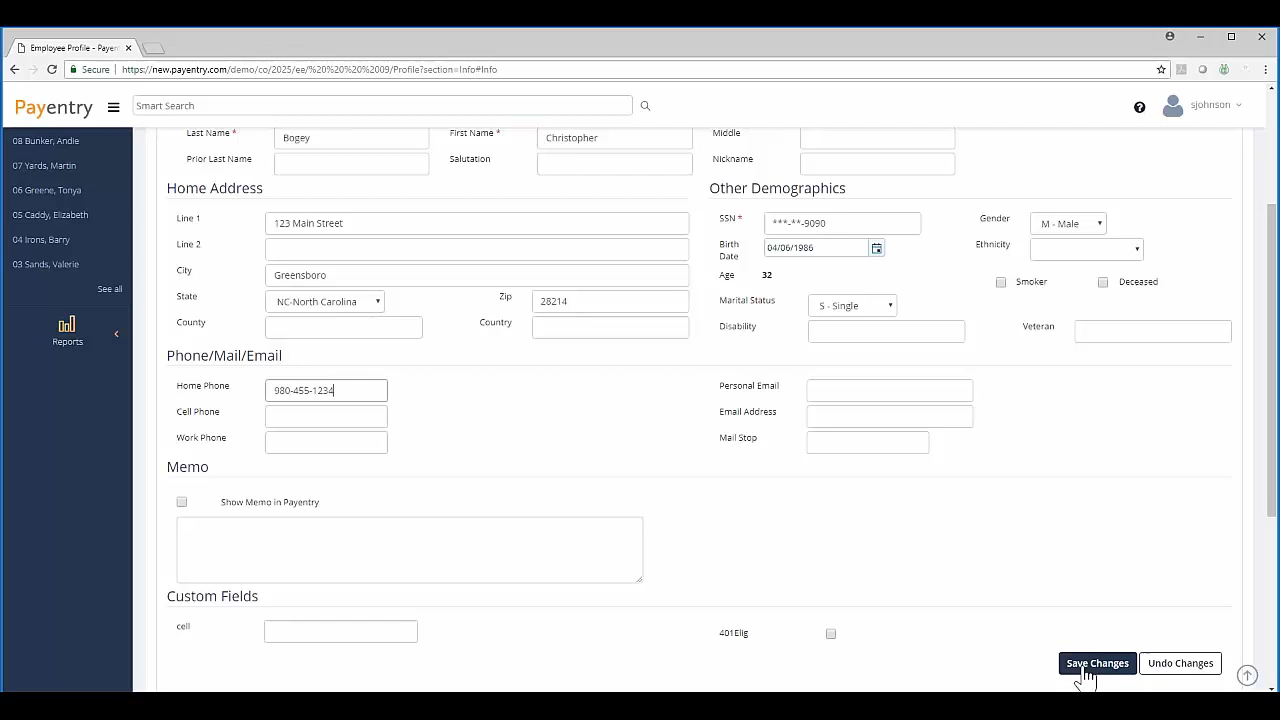 Employee Profile - Payen
Secure https://new.payentry.com/demo/co/2025/ee/%20%20%20%2009/Profile?section=Info#Info
Payentry Smart Search sjohnson
08 Bunker, Andie
07 Yards, Martin
06 Greene, Tonya
05 Caddy, Elizabeth
04 Irons, Barry
03 Sands, Valerie
See all
Reports
Last Name * Bogey First Name * Christopher Middle
Prior Last Name Salutation Nickname
Home Address
Line 1 123 Main Street
Line 2
City Greensboro
State NC-North Carolina Zip 28214
County Country
Other Demographics
SSN * ***-**-9090 Gender M - Male
Birth Date 04/06/1986 Ethnicity
Age 32 Smoker Deceased
Marital Status S - Single
Disability Veteran
Phone/Mail/Email
Home Phone 980-455-1234 Personal Email
Cell Phone Email Address
Work Phone Mail Stop
Memo
Show Memo in Payentry
Custom Fields
cell 401Elig
Save Changes Undo Changes